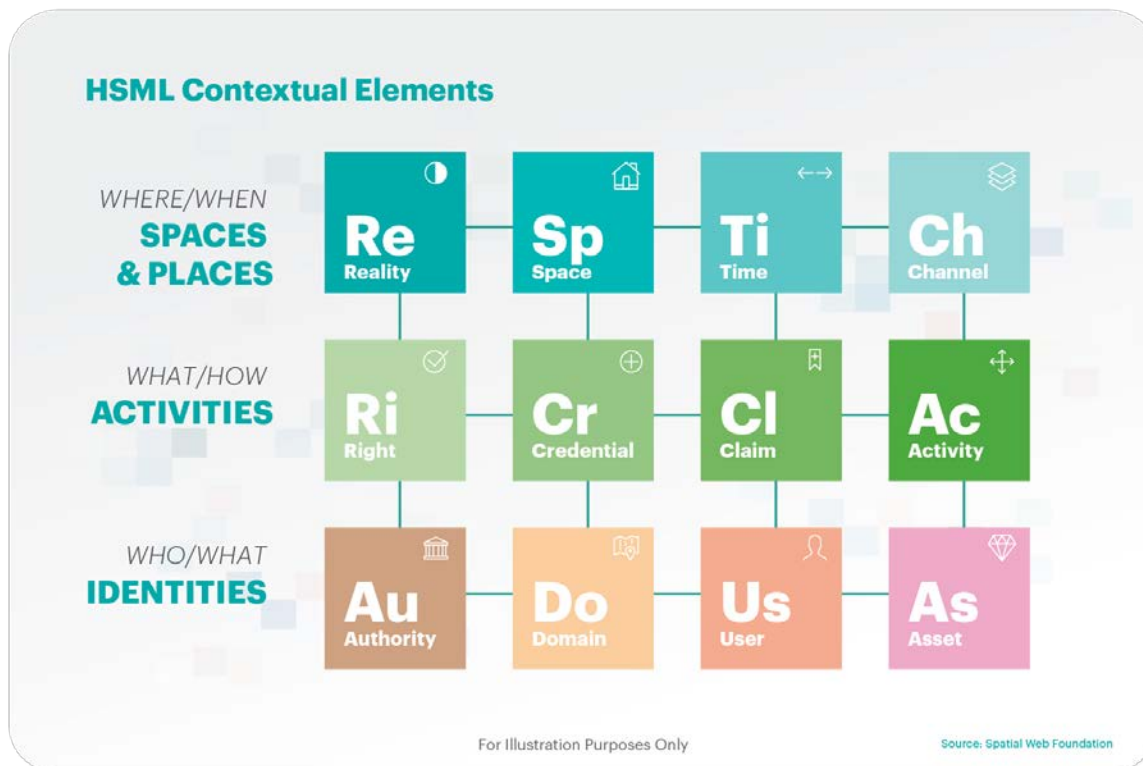 HSML Contextual Elements
WHERE/WHEN
SPACES
& PLACES
Re
Reality
Sp
Space
Ti
Time
Ch
Channel
WHAT/HOW
ACTIVITIES
Ri
Right
Cr
Credential
Cl
Claim
Ac
Activity
WHO/WHAT
IDENTITIES
Au
Authority
Do
Domain
Us
User
As
Asset
For Illustration Purposes Only
Source: Spatial Web Foundation